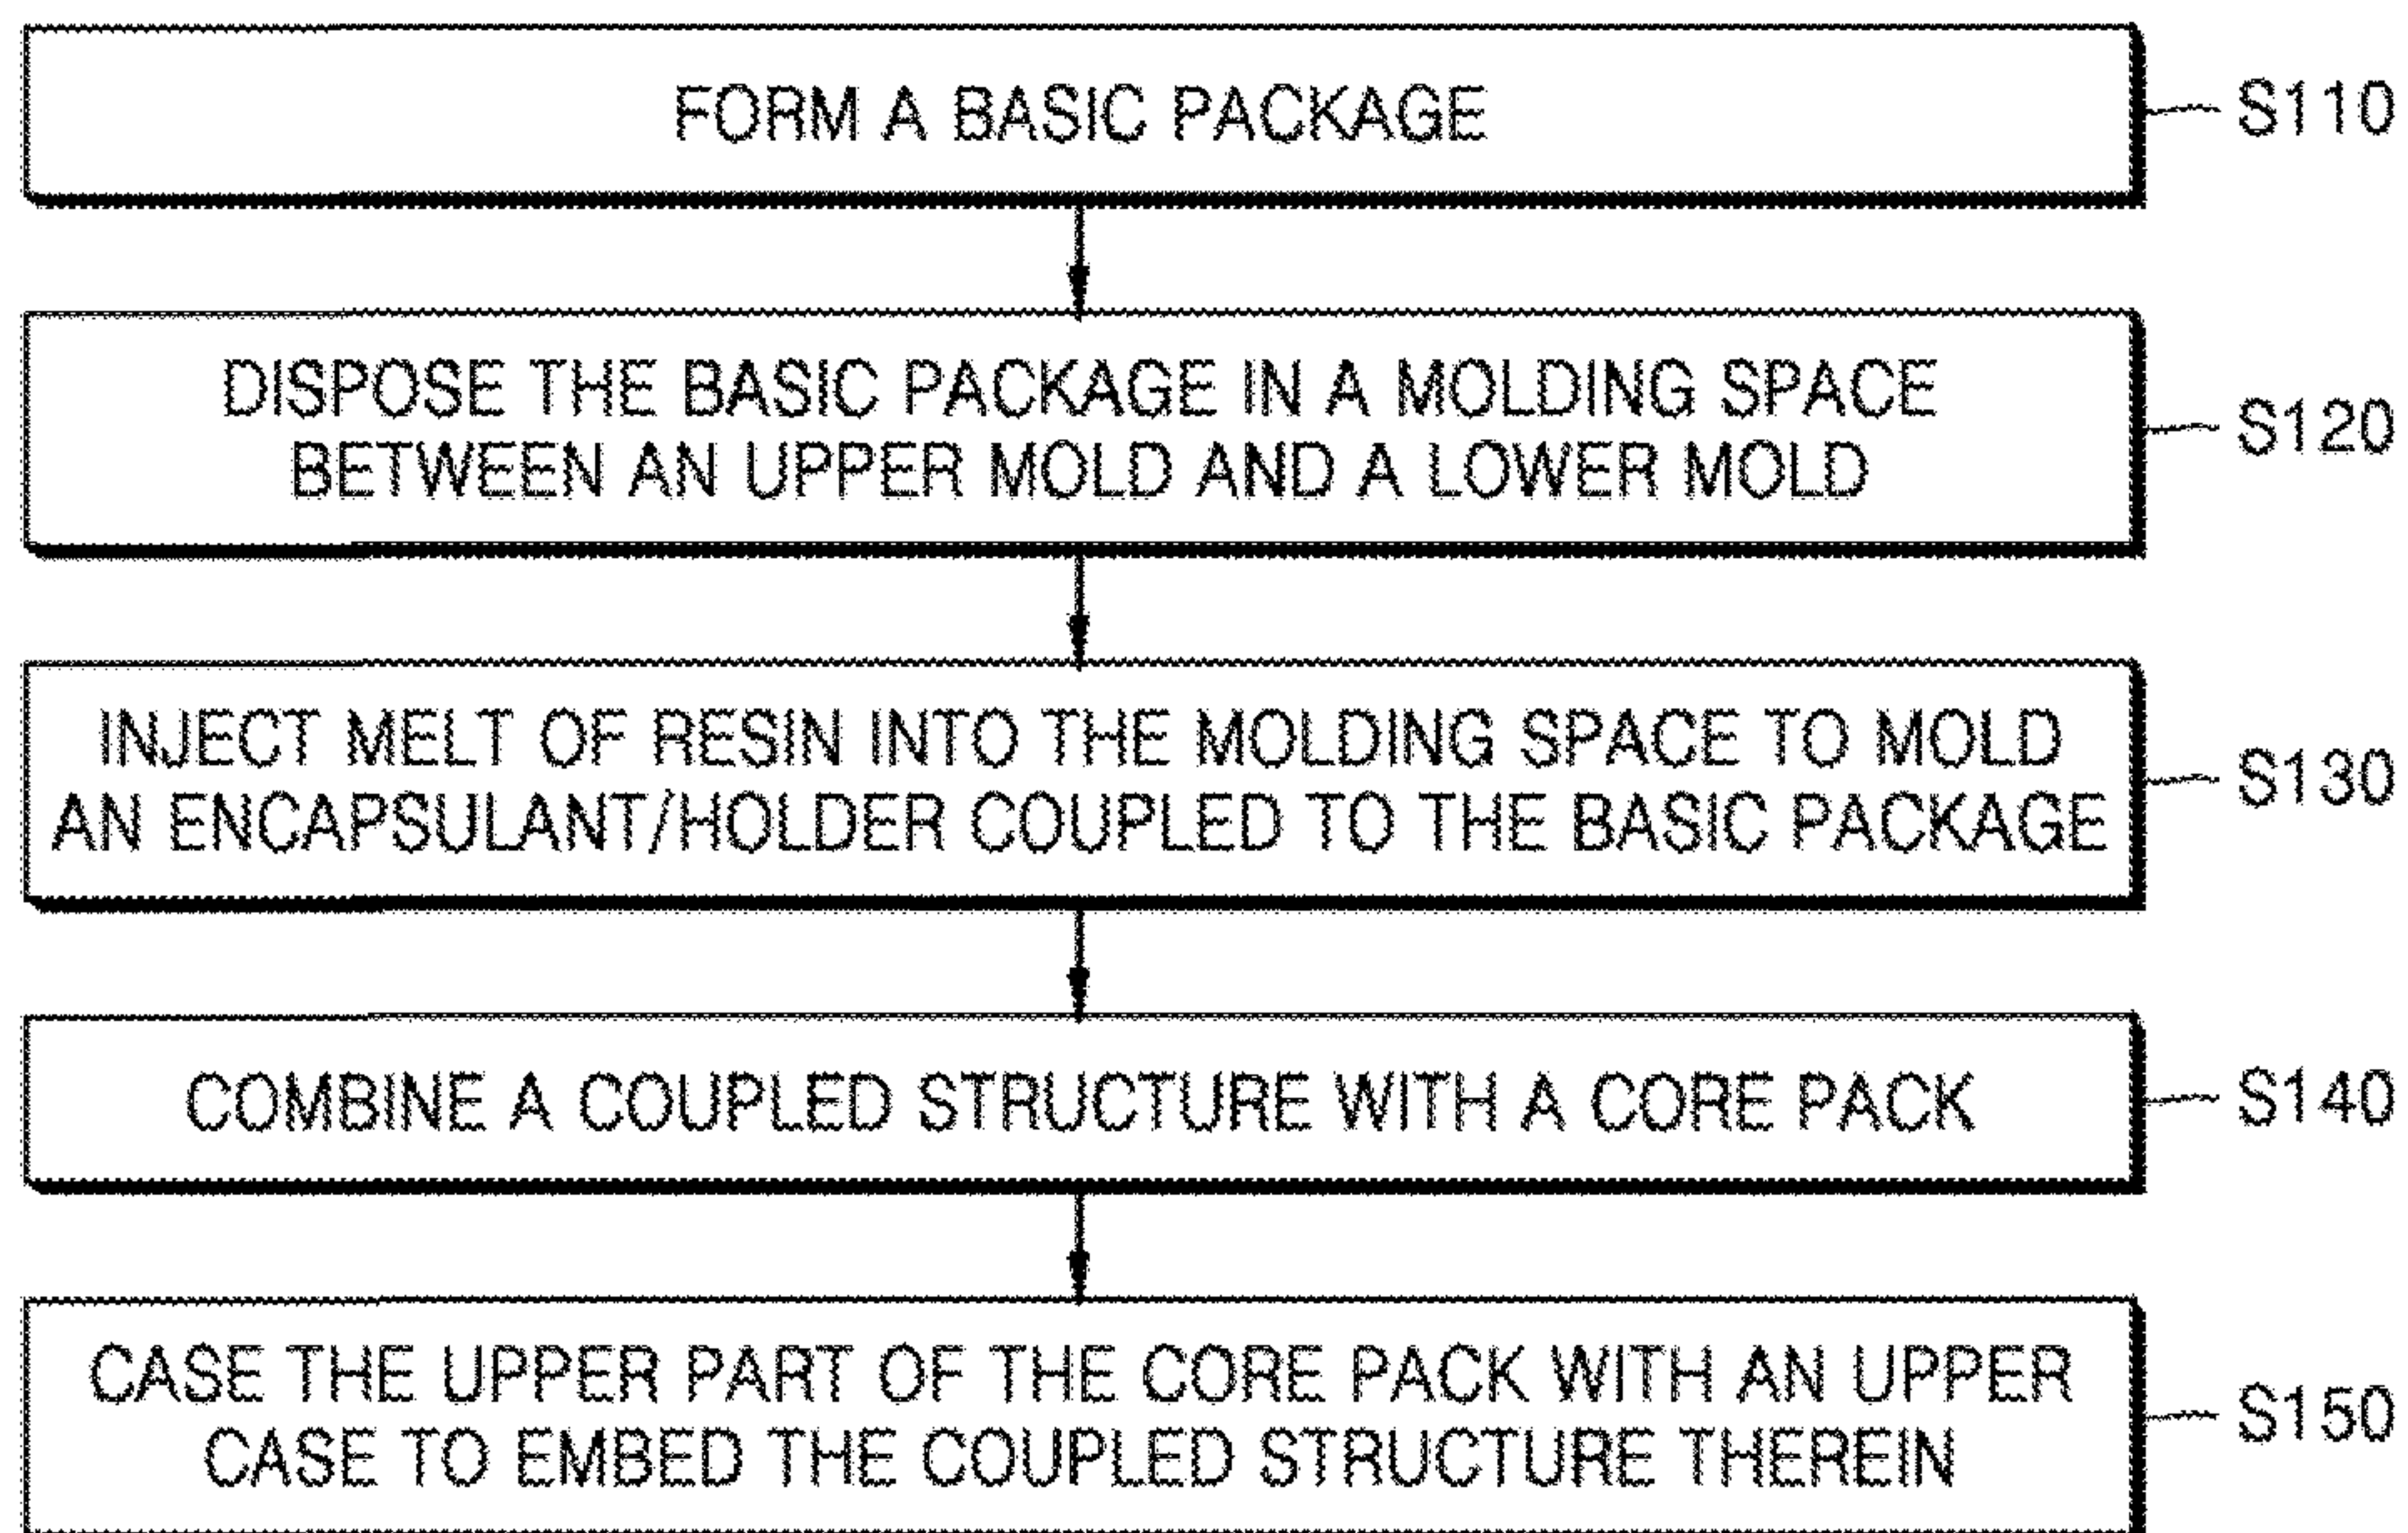 FORM A BASIC PACKAGE
S110
DISPOSE THE BASIC PACKAGE IN A MOLDING SPACE
BETWEEN AN UPPER MOLD AND A LOWER MOLD
S120
INJECT MELT OF RESIN INTO THE MOLDING SPACE TO MOLD
AN ENCAPSULANT/HOLDER COUPLED TO THE BASIC PACKAGE
S130
COMBINE A COUPLED STRUCTURE WITH A CORE PACK
S140
CASE THE UPPER PART OF THE CORE PACK WITH AN UPPER
CASE TO EMBED THE COUPLED STRUCTURE THEREIN
S150